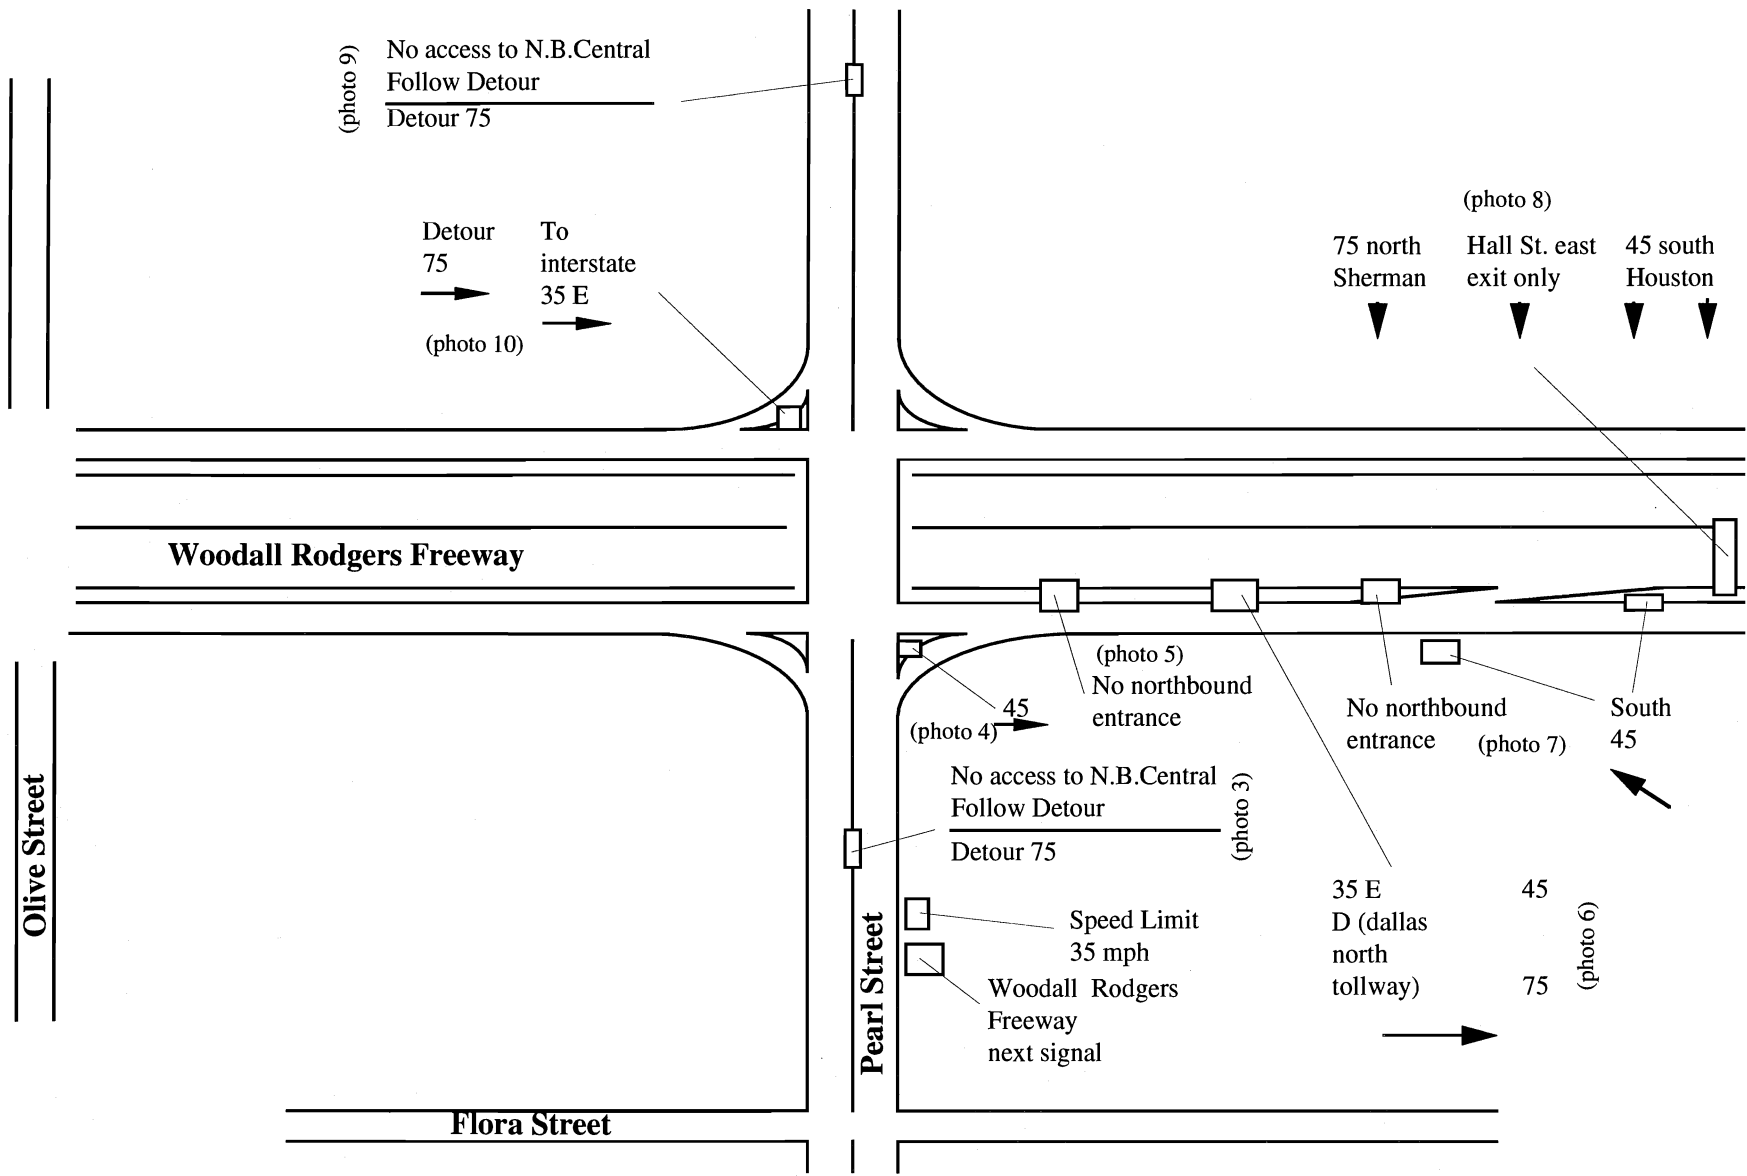 (photo 9)
No access to N.B.Central
Follow Detour
Detour 75
Detour
75
To
interstate
35 E
(photo 10)
(photo 8)
75 north
Sherman
Hall St. east
exit only
45 south
Houston
Woodall Rodgers Freeway
(photo 5)
No northbound
entrance
45
(photo 4)
No northbound
entrance
(photo 7)
South
45
No access to N.B.Central
Follow Detour
Detour 75
(photo 3)
Olive Street
Pearl Street
Speed Limit
35 mph
Woodall Rodgers
Freeway
next signal
35 E
D (dallas
north
tollway)
45
75
(photo 6)
Flora Street